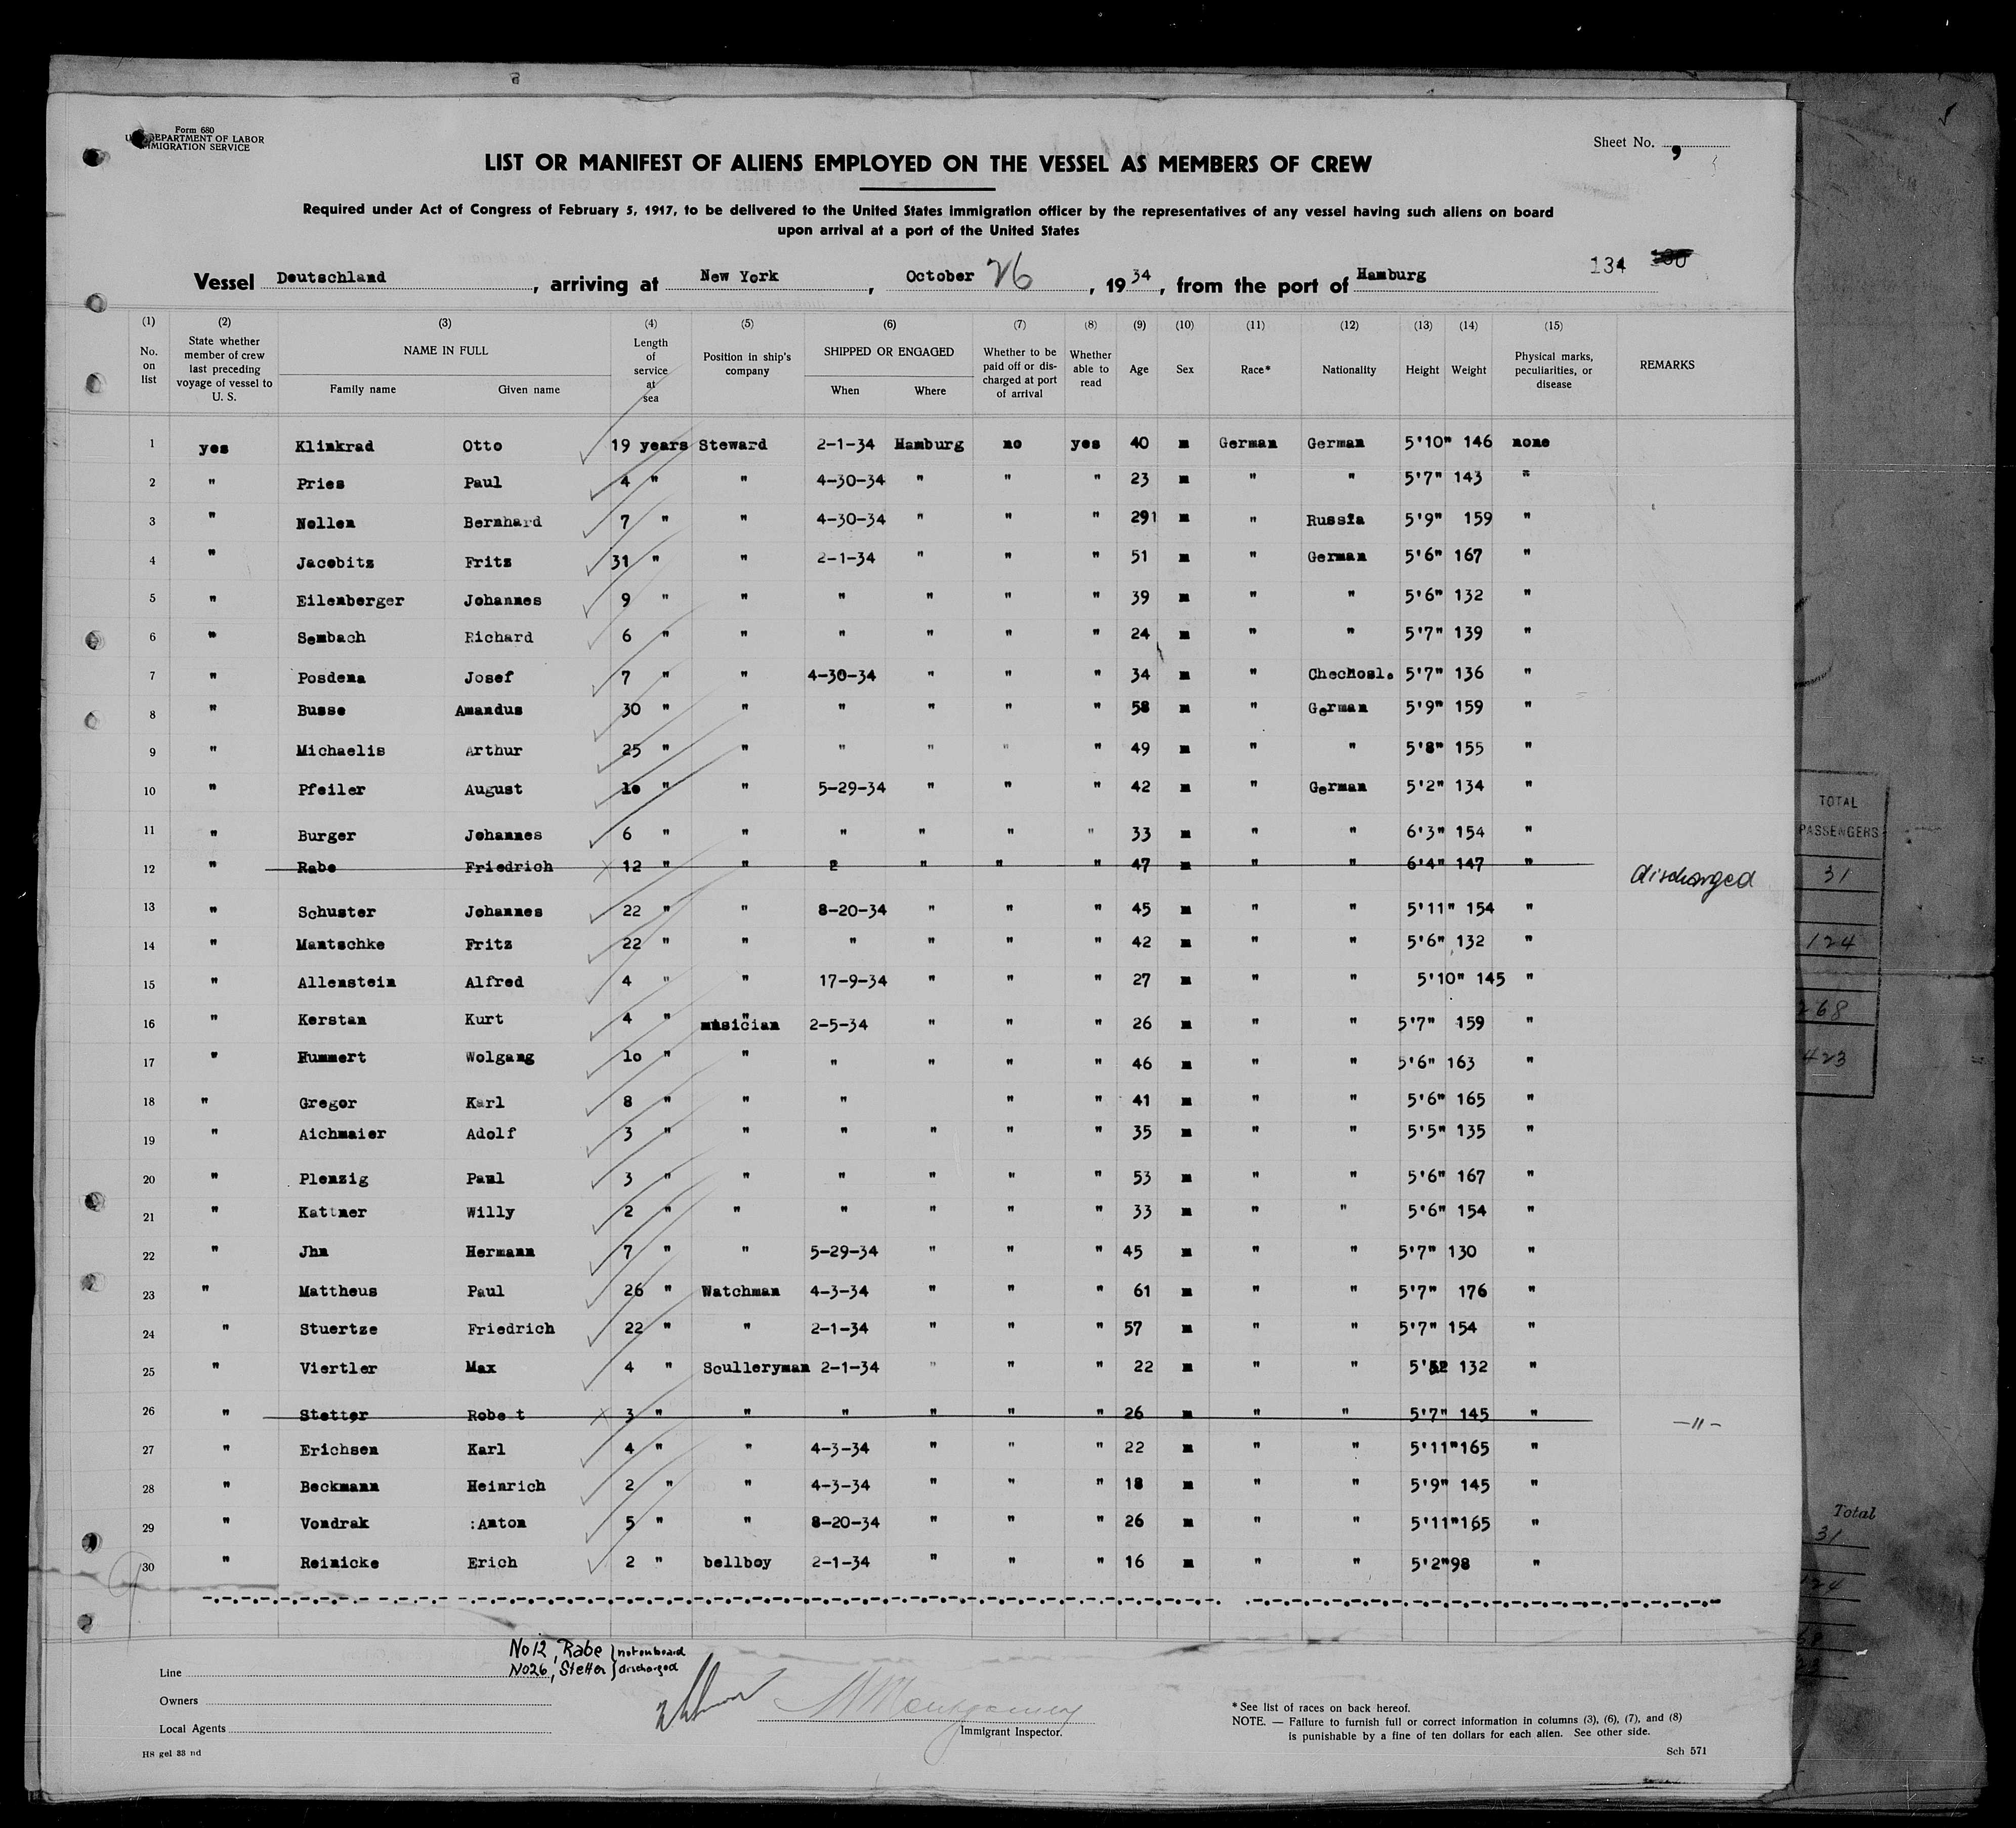 Form 680
DEPARTMENT OF LABOR
IMMIGRATION SERVICE
Sheet No. 9
LIST OR MANIFEST OF ALIENS EMPLOYED ON THE VESSEL AS MEMBERS OF CREW
Required under Act of Congress of February 5, 1917, to be delivered to the United States immigration officer by the representatives of any vessel having such aliens on board
upon arrival at a port of the United States
134
Vessel Deutschland, arriving at New York, October 26, 1934, from the port of Hamburg
(1) (2) (3) (4) (5) (6) (7) (8) (9) (10) (11) (12) (13) (14) (15)
No. on list State whether member of crew last preceding voyage of vessel to U. S. NAME IN FULL Family name Given name Length of service at sea Position in ship's company SHIPPED OR ENGAGED When Where Whether to be paid off or discharged at port of arrival Whether able to read Age Sex Race* Nationality Height Weight Physical marks, peculiarities, or disease REMARKS
1 yes Klinkrad Otto 19 years Steward 2-1-34 Hamburg no yes 40 m German German 5'10" 146 none
2 " Pries Paul 4 " " 4-30-34 " " " 23 m " " 5'7" 143 "
3 " Nollen Bernhard 7 " " 4-30-34 " " " 29 m " Russia 5'9" 159 "
4 " Jacobitz Fritz 31 " " 2-1-34 " " " 51 m " German 5'6" 167 "
5 " Eilenberger Johannes 9 " " " " " " 39 m " " 5'6" 132 "
6 " Sembach Richard 6 " " " " " " 24 m " " 5'7" 139 "
7 " Posdena Josef 7 " " 4-30-34 " " " 34 m " Chechosl. 5'7" 136 "
8 " Busse Amandus 30 " " " " " " 58 m " German 5'9" 159 "
9 " Michaelis Arthur 25 " " " " " " 49 m " " 5'8" 155 "
10 " Pfeiler August 10 " " 5-29-34 " " " 42 m " German 5'2" 134 "
11 " Burger Johannes 6 " " " " " " 33 m " " 6'3" 154 "
12 " Rabe Friedrich 12 " " 2 " " " 47 m " " 6'4" 147 " discharged
13 " Schuster Johannes 22 " " 8-20-34 " " " 45 m " " 5'11" 154 "
14 " Mantschke Fritz 22 " " " " " " 42 m " " 5'6" 132 "
15 " Allenstein Alfred 4 " " 17-9-34 " " " 27 m " " 5'10" 145 "
16 " Kerstan Kurt 4 " musician 2-5-34 " " " 26 m " " 5'7" 159 "
17 " Hummert Wolgang 10 " " " " " " 46 m " " 5'6" 163 "
18 " Gregor Karl 8 " " " " " 41 m " " 5'6" 165 "
19 " Aichmaier Adolf 3 " " " " " " 35 m " " 5'5" 135 "
20 " Plenzig Paul 3 " " " " " " 53 m " " 5'6" 167 "
21 " Kattner Willy 2 " " " " " " 33 m " " 5'6" 154 "
22 " Jhn Hermann 7 " " 5-29-34 " " " 45 m " " 5'7" 130 "
23 " Mattheus Paul 26 " Watchman 4-3-34 " " " 61 m " " 5'7" 176 "
24 " Stuertze Friedrich 22 " " 2-1-34 " " " 57 m " " 5'7" 154 "
25 " Viertler Max 4 " Sculleryman 2-1-34 " " " 22 m " " 132 "
26 " Stetter Robe t 3 " " " " " " 26 m " " 5'7" 145 " -"-
27 " Erichsen Karl 4 " " 4-3-34 " " " 22 m " " 5'11" 165 "
28 " Beckmann Heinrich 2 " " 4-3-34 " " " 18 m " " 5'9" 145 "
29 " Vondrak :Anton 5 " " 8-20-34 " " " 26 m " " 5'11" 165 "
30 " Reinicke Erich 2 " bellboy 2-1-34 " " " 16 m " " 5'2" 98 "
No 12, Rabe } not on board
No 26, Stetter } discharged
Line
Owners
Local Agents
HS gel 33 nd
Montgomery
Immigrant Inspector.
* See list of races on back hereof.
NOTE. — Failure to furnish full or correct information in columns (3), (6), (7), and (8)
is punishable by a fine of ten dollars for each alien. See other side.
Sch 571
TOTAL
PASSENGERS
31
124
268
423
Total
31